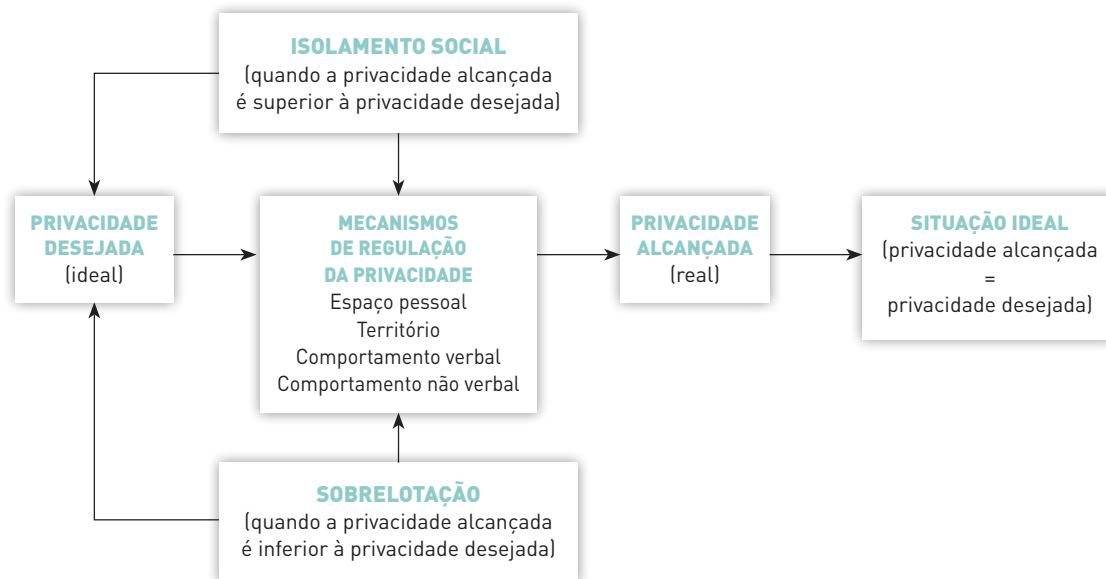 ISOLAMENTO SOCIAL
(quando a privacidade alcançada
é superior à privacidade desejada)
PRIVACIDADE
DESEJADA
(ideal)
MECANISMOS
DE REGULAÇÃO
DA PRIVACIDADE
Espaço pessoal
Território
Comportamento verbal
Comportamento não verbal
PRIVACIDADE
ALCANÇADA
(real)
SITUAÇÃO IDEAL
(privacidade alcançada
=
privacidade desejada)
SOBRELOTAÇÃO
(quando a privacidade alcançada
é inferior à privacidade desejada)